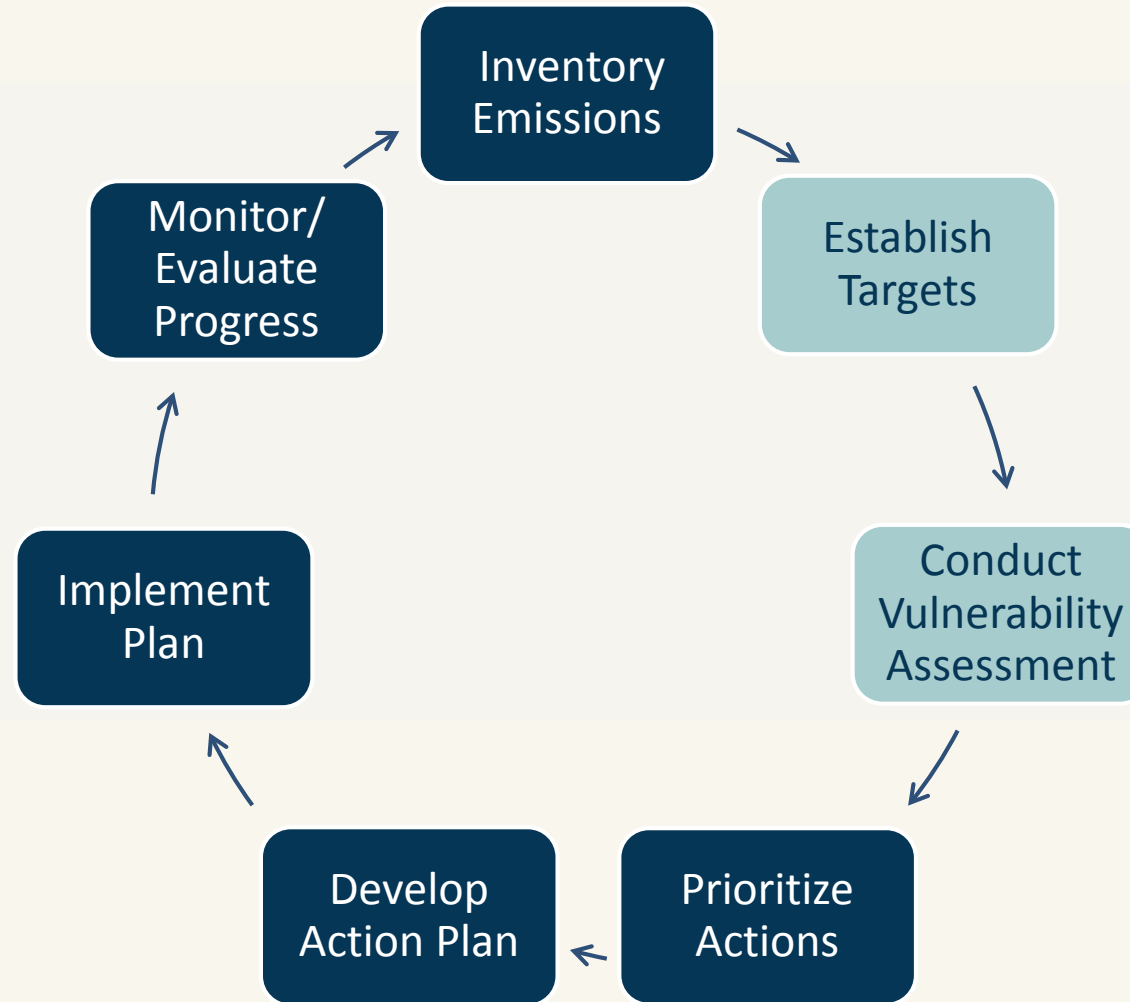 Inventory
Emissions
Establish
Targets
Conduct
Vulnerability
Assessment
Prioritize
Actions
Develop
Action Plan
Implement
Plan
Monitor/
Evaluate
Progress